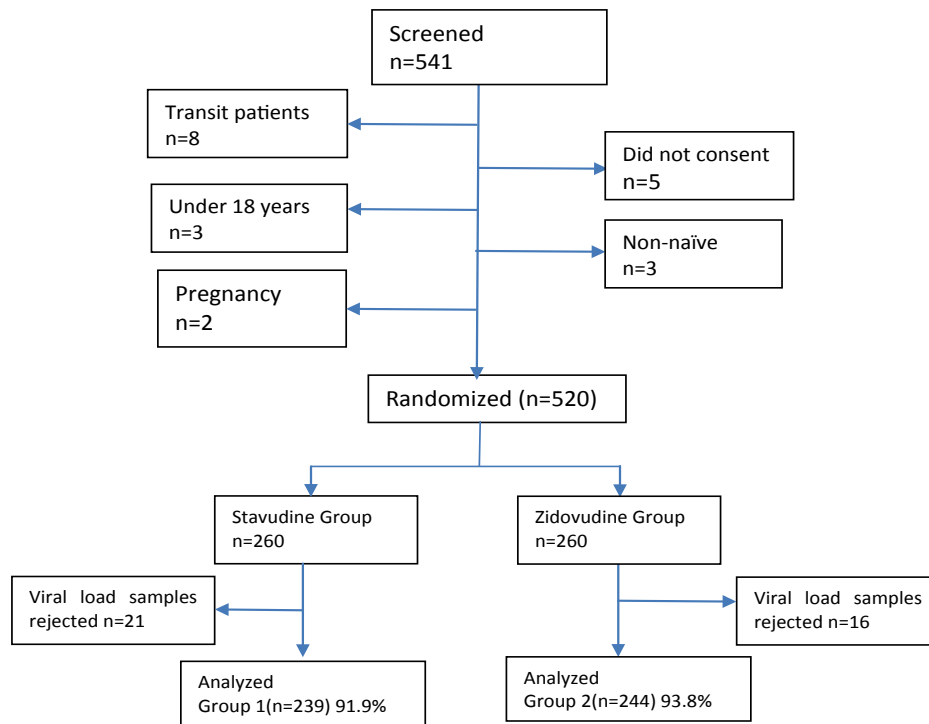 Screened
n=541
Transit patients
n=8
Did not consent
n=5
Under 18 years
n=3
Non-naïve
n=3
Pregnancy
n=2
Randomized (n=520)
Stavudine Group
n=260
Zidovudine Group
n=260
Viral load samples
rejected n=21
Viral load samples
rejected n=16
Analyzed
Group 1(n=239) 91.9%
Analyzed
Group 2(n=244) 93.8%